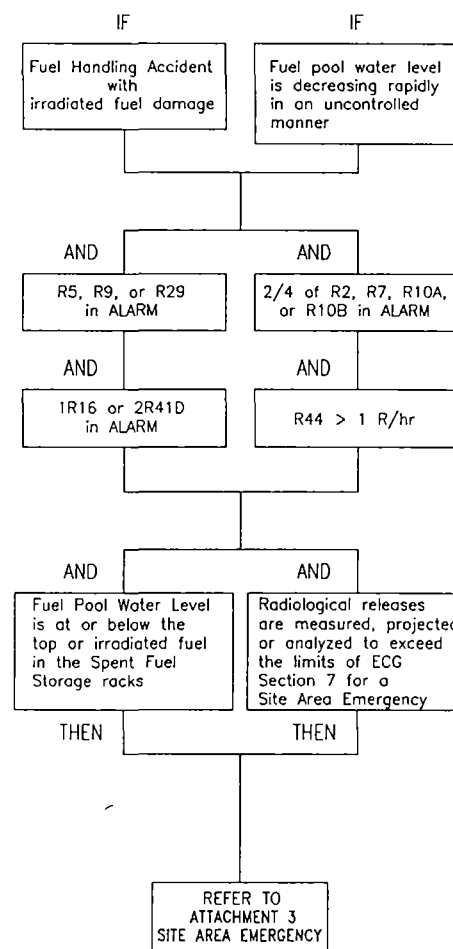 IF
IF
Fuel Handling Accident
with
irradiated fuel damage
Fuel pool water level
is decreasing rapidly
in an uncontrolled
manner
AND
AND
R5, R9, or R29
in ALARM
2/4 of R2, R7, R10A,
or R10B in ALARM
AND
AND
1R16 or 2R41D
in ALARM
R44 > 1 R/hr
AND
AND
Fuel Pool Water Level
is at or below the
top or irradiated fuel
in the Spent Fuel
Storage racks
Radiological releases
are measured, projected
or analyzed to exceed
the limits of ECG
Section 7 for a
Site Area Emergency
THEN
THEN
REFER TO
ATTACHMENT 3
SITE AREA EMERGENCY